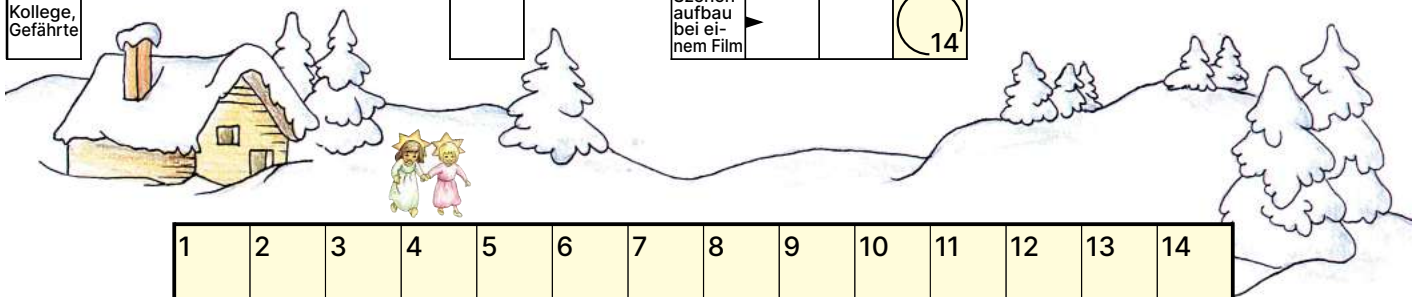 Kollege,
Gefährte
Szenen-
aufbau
bei ei-
nem Film
14
1 2 3 4 5 6 7 8 9 10 11 12 13 14